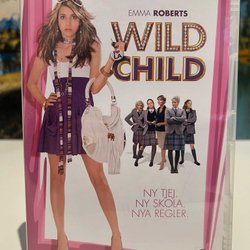 EMMA ROBERTS
WILD
CHILD
NY TJEJ.
NY SKOLA.
NYA REGLER.